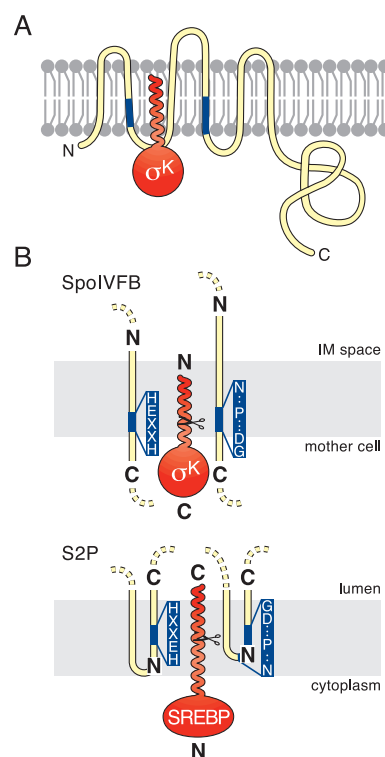 A
N
σK
C
B
SpoIVFB
N
N
N
IM space
HEXXH
N:P:DG
mother cell
C
σK
C
C
S2P
C
C
C
lumen
HXXEH
GD:P:N
N
N
cytoplasm
SREBP
N